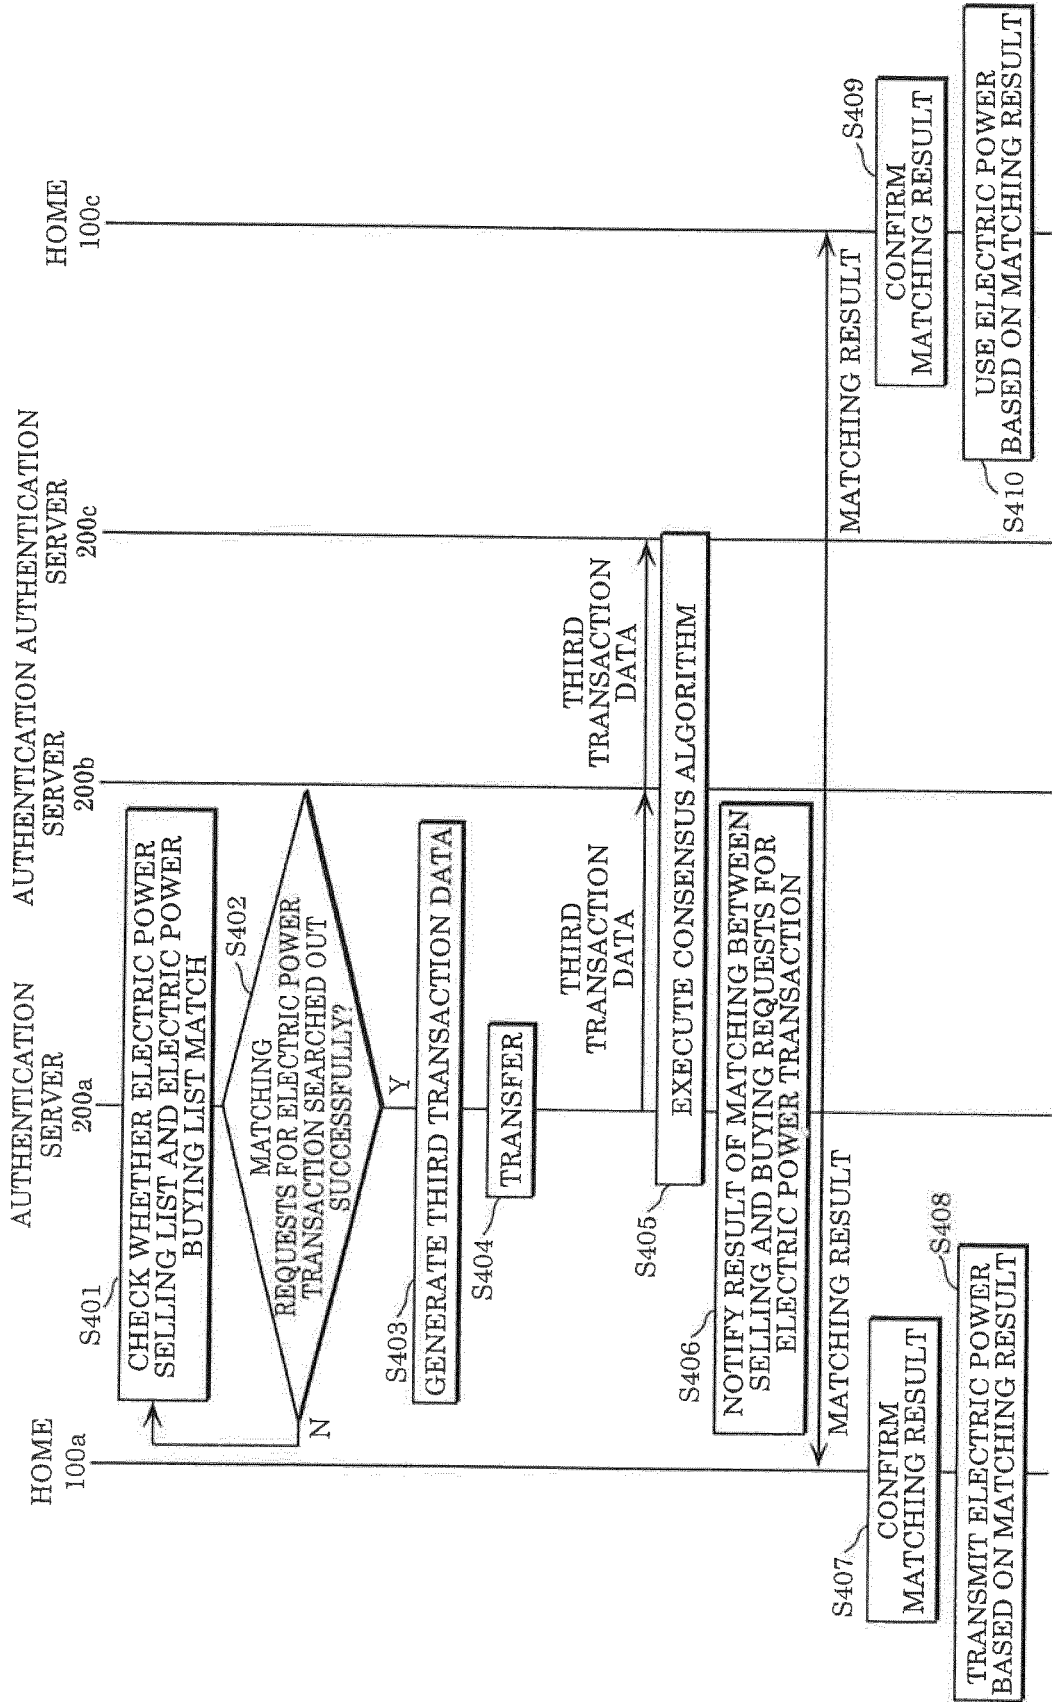 HOME
100a
AUTHENTICATION
SERVER
200a
AUTHENTICATION
SERVER
200b
AUTHENTICATION
SERVER
200c
HOME
100c
S401
CHECK WHETHER ELECTRIC POWER
SELLING LIST AND ELECTRIC POWER
BUYING LIST MATCH
S402
MATCHING
REQUESTS FOR ELECTRIC POWER
TRANSACTION SEARCHED OUT
SUCCESSFULLY?
N
Y
S403
GENERATE THIRD TRANSACTION DATA
S404
TRANSFER
THIRD
TRANSACTION
DATA
THIRD
TRANSACTION
DATA
S405
EXECUTE CONSENSUS ALGORITHM
S406
NOTIFY RESULT OF MATCHING BETWEEN
SELLING AND BUYING REQUESTS FOR
ELECTRIC POWER TRANSACTION
MATCHING RESULT
MATCHING RESULT
S407
CONFIRM
MATCHING RESULT
S408
TRANSMIT ELECTRIC POWER
BASED ON MATCHING RESULT
S409
CONFIRM
MATCHING RESULT
S410
USE ELECTRIC POWER
BASED ON MATCHING RESULT